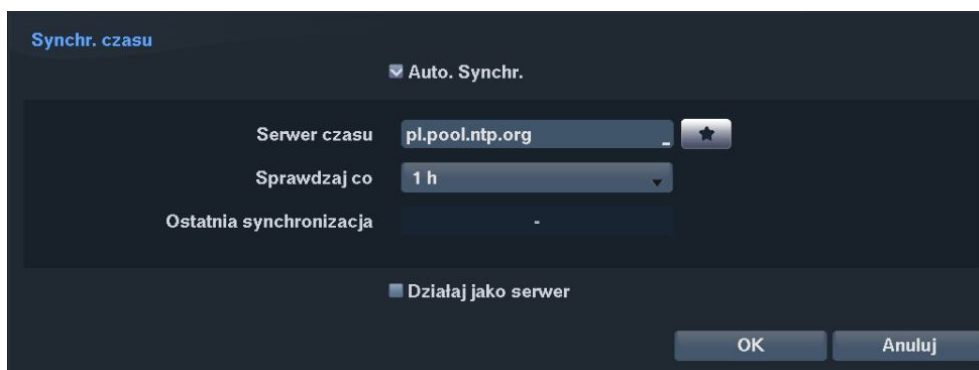 Synchr. czasu
Auto. Synchr.
Serwer czasu pl.pool.ntp.org
Sprawdzaj co 1 h
Ostatnia synchronizacja -
Działaj jako serwer
OK Anuluj